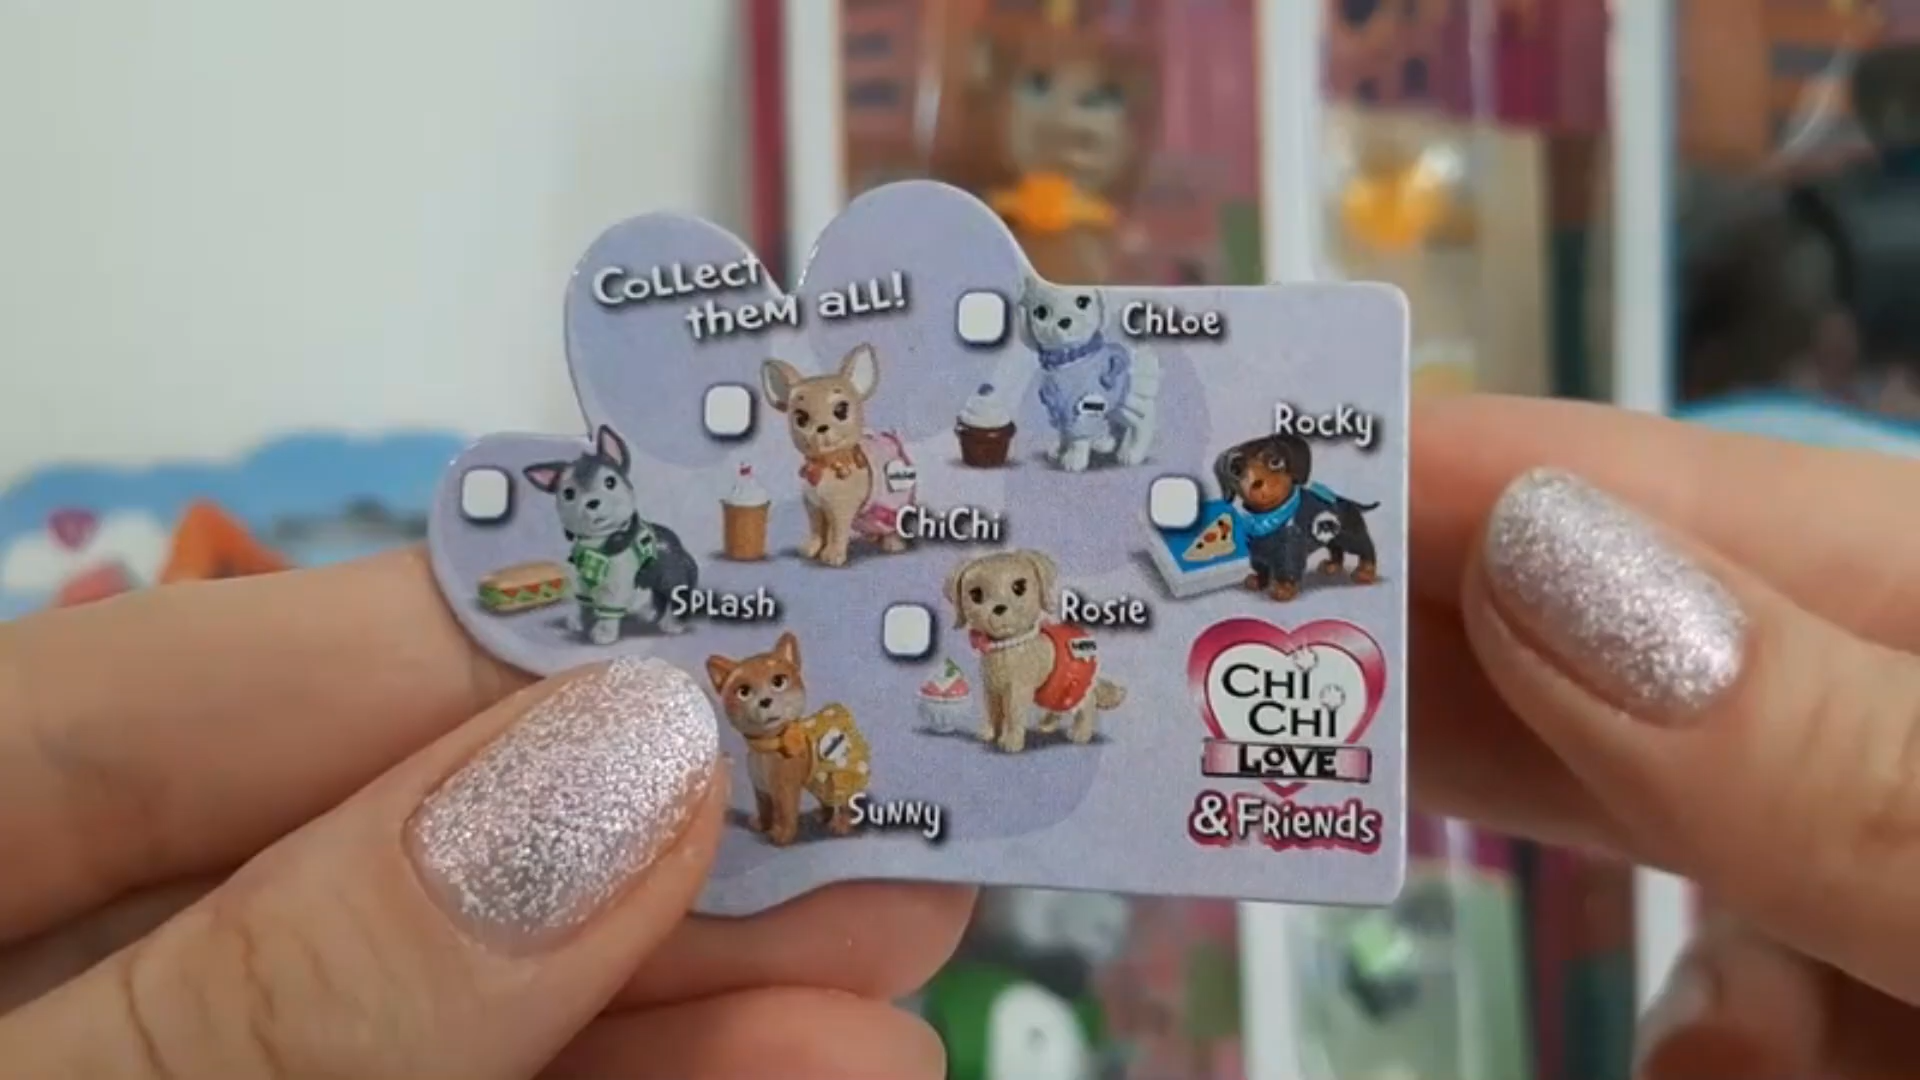 Collect
them all!
Chloe
Rocky
ChiChi
Splash
Rosie
Sunny
CHI
CHI
LOVE
& Friends